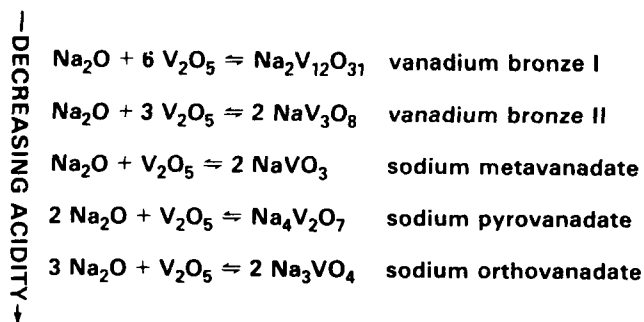 —DECREASING ACIDITY→
Na₂O + 6 V₂O₅ ⇋ Na₂V₁₂O₃₁ vanadium bronze I
Na₂O + 3 V₂O₅ ⇋ 2 NaV₃O₈ vanadium bronze II
Na₂O + V₂O₅ ⇋ 2 NaVO₃ sodium metavanadate
2 Na₂O + V₂O₅ ⇋ Na₄V₂O₇ sodium pyrovanadate
3 Na₂O + V₂O₅ ⇋ 2 Na₃VO₄ sodium orthovanadate